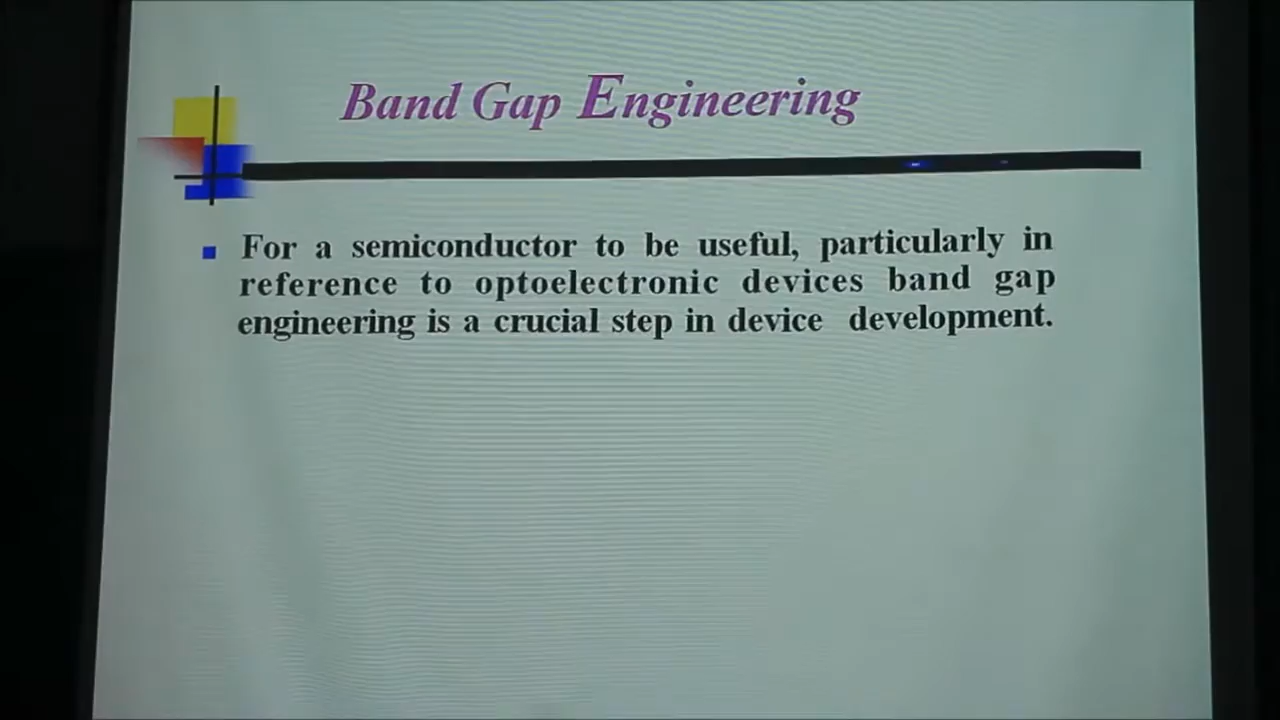 Band Gap Engineering
For a semiconductor to be useful, particularly in
reference to optoelectronic devices band gap
engineering is a crucial step in device development.